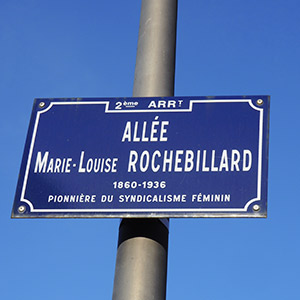 2ème ARRT
ALLÉE
MARIE-LOUISE ROCHEBILLARD
1860-1936
PIONNIÈRE DU SYNDICALISME FÉMININ